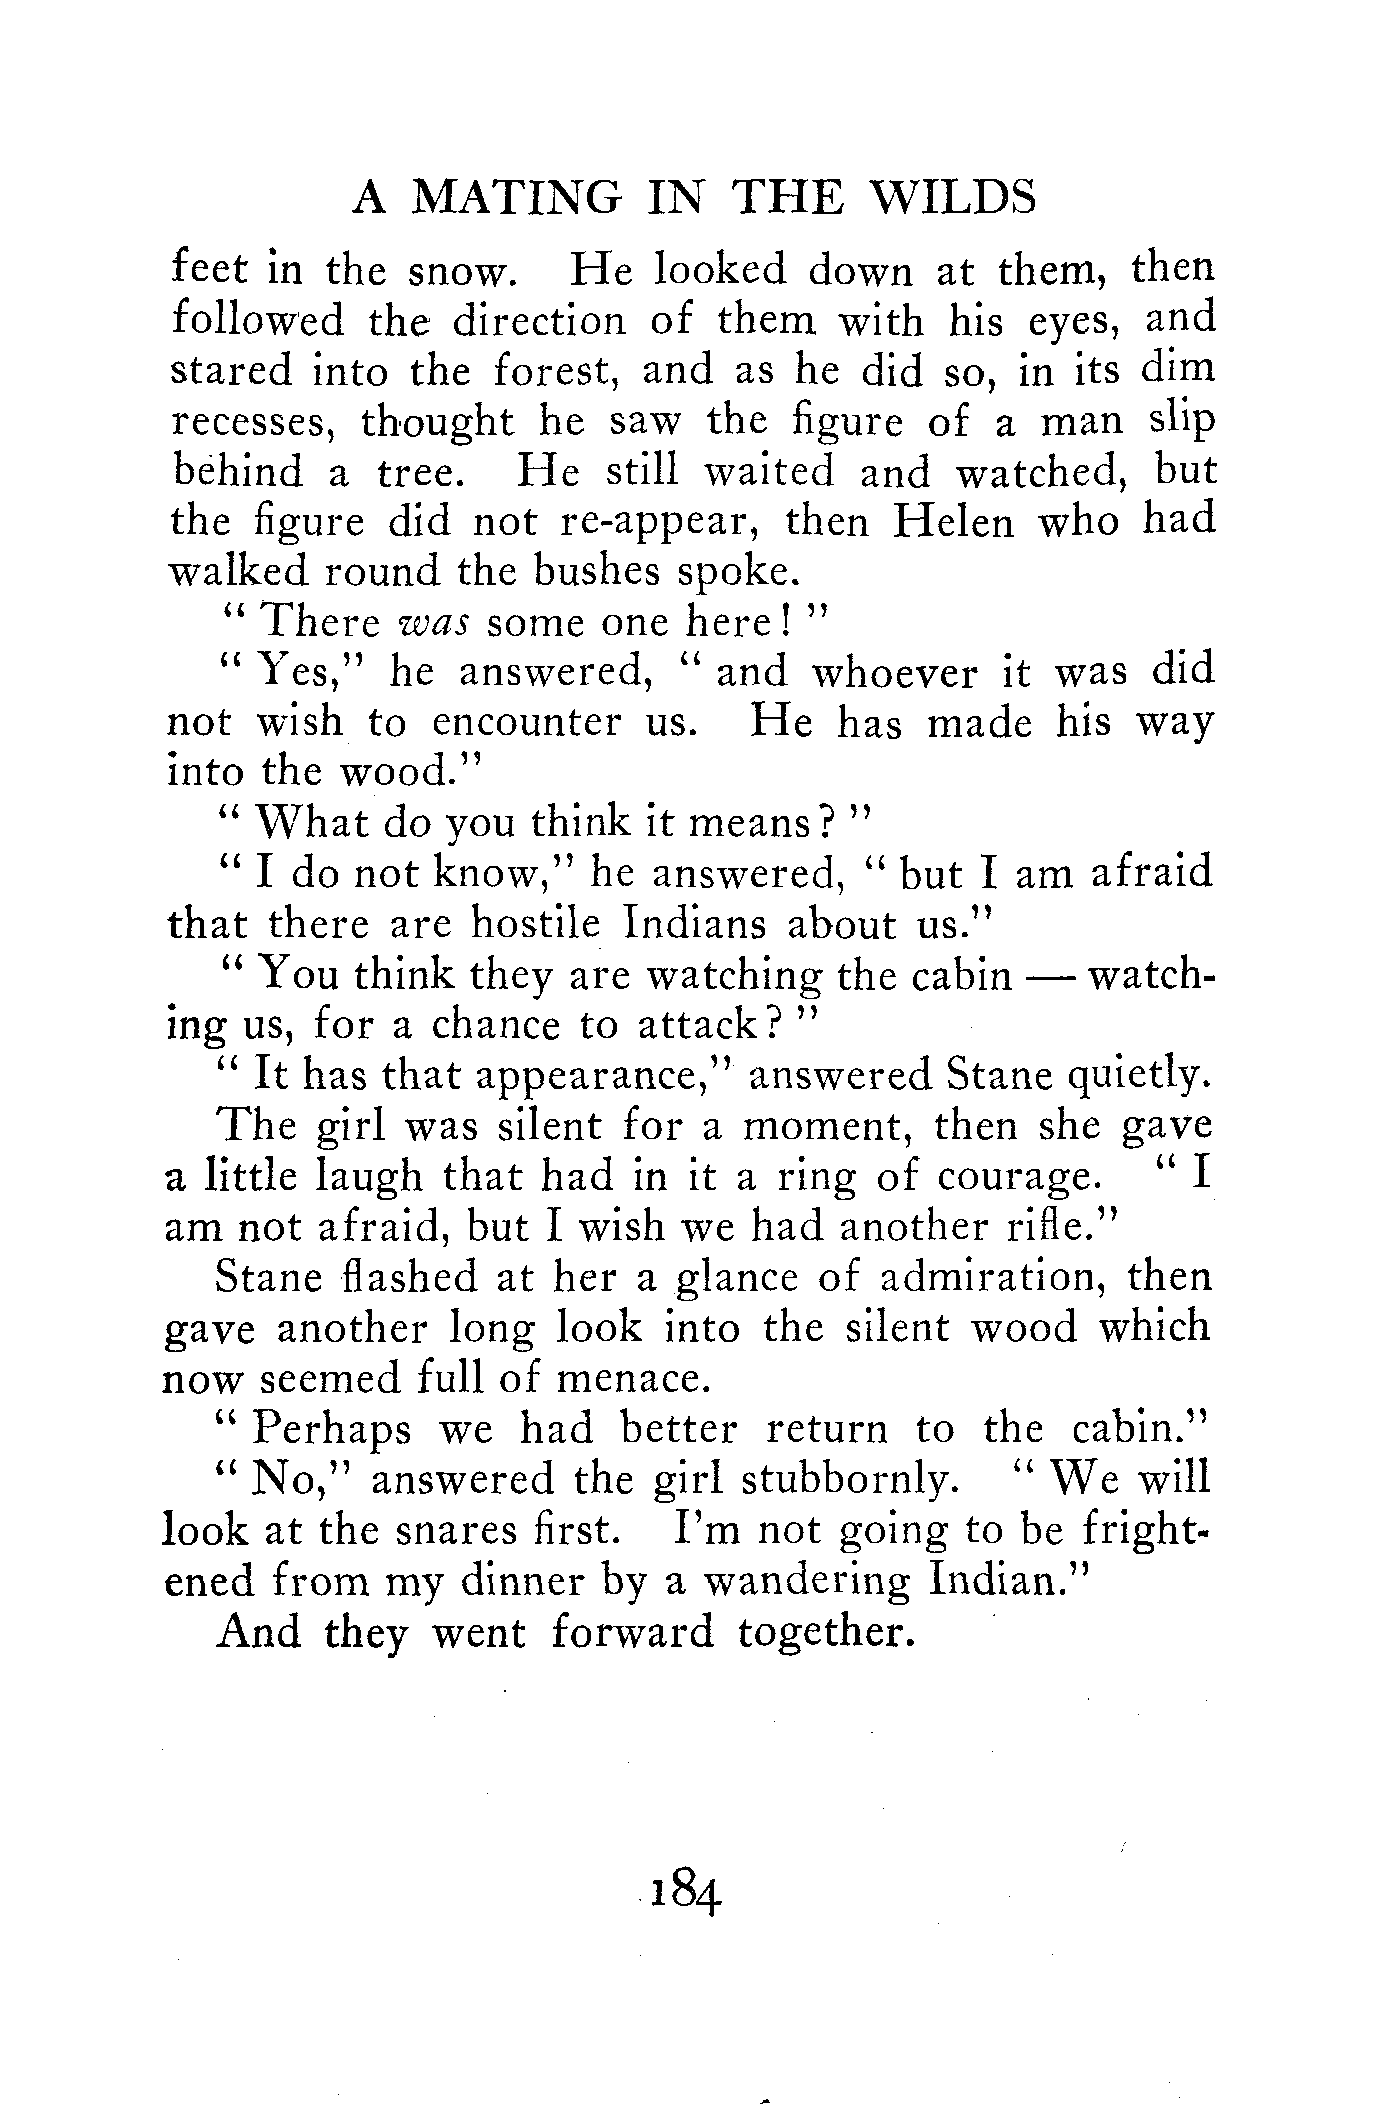 A MATING IN THE WILDS
feet in the snow. He looked down at them, then
followed the direction of them with his eyes, and
stared into the forest, and as he did so, in its dim
recesses, thought he saw the figure of a man slip
behind a tree. He still waited and watched, but
the figure did not re-appear, then Helen who had
walked round the bushes spoke.
“ There was some one here! ”
“ Yes,” he answered, “ and whoever it was did
not wish to encounter us. He has made his way
into the wood.”
“ What do you think it means? ”
“ I do not know,” he answered, “ but I am afraid
that there are hostile Indians about us.”
“ You think they are watching the cabin — watch-
ing us, for a chance to attack? ”
“ It has that appearance,” answered Stane quietly.
The girl was silent for a moment, then she gave
a little laugh that had in it a ring of courage. “ I
am not afraid, but I wish we had another rifle.”
Stane flashed at her a glance of admiration, then
gave another long look into the silent wood which
now seemed full of menace.
“ Perhaps we had better return to the cabin.”
“ No,” answered the girl stubbornly. “ We will
look at the snares first. I'm not going to be fright-
ened from my dinner by a wandering Indian.”
And they went forward together.
184